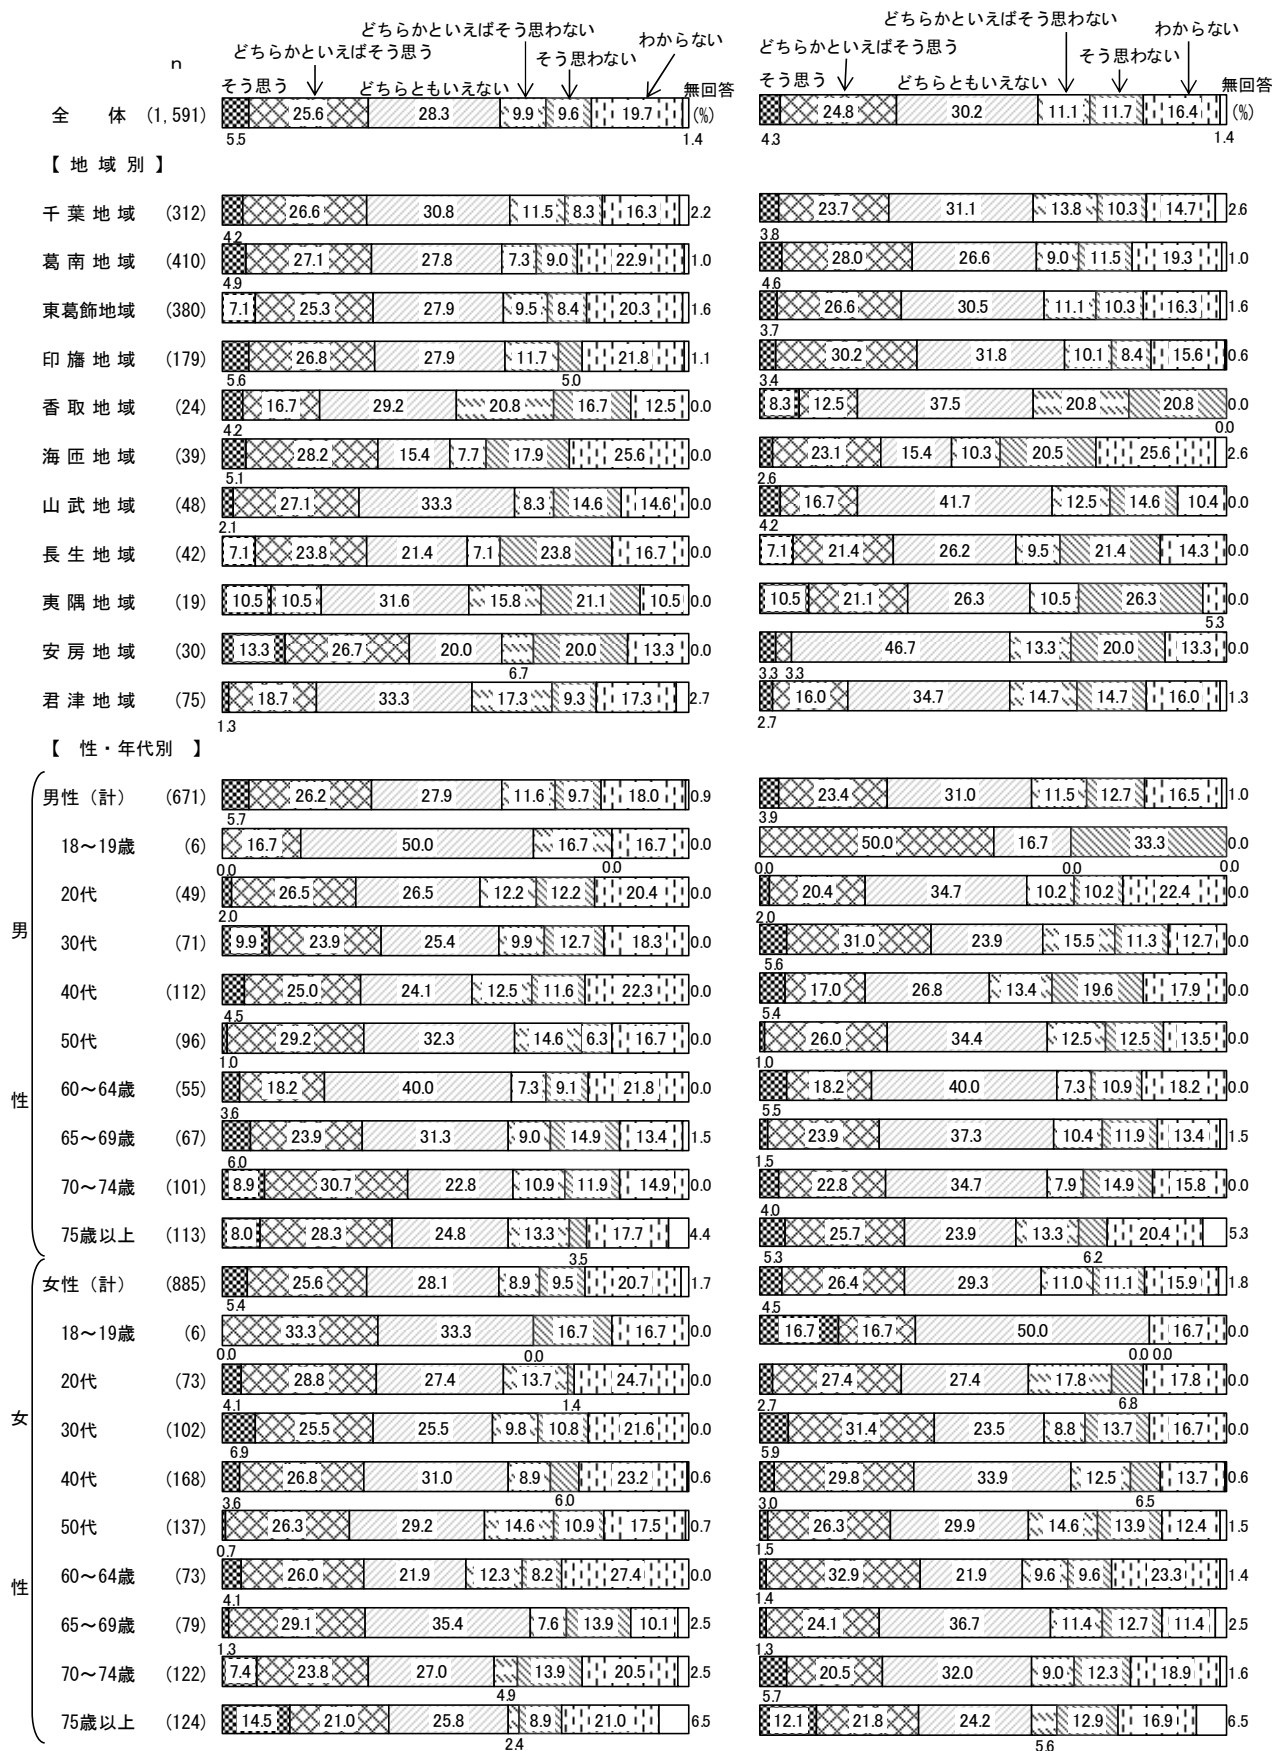 どちらかといえばそう思わない どちらかといえばそう思わない
どちらかといえばそう思う そう思わない わからない どちらかといえばそう思う そう思わない わからない
n そう思う どちらともいえない 無回答 そう思う どちらともいえない 無回答
全 体 (1,591) 5.5 25.6 28.3 9.9 9.6 19.7 1.4 (%) 4.3 24.8 30.2 11.1 11.7 16.4 1.4 (%)
【 地 域 別 】
千 葉 地 域 (312) 4.2 26.6 30.8 11.5 8.3 16.3 2.2 3.8 23.7 31.1 13.8 10.3 14.7 2.6
葛 南 地 域 (410) 4.9 27.1 27.8 7.3 9.0 22.9 1.0 4.6 28.0 26.6 9.0 11.5 19.3 1.0
東葛飾地域 (380) 7.1 25.3 27.9 9.5 8.4 20.3 1.6 3.7 26.6 30.5 11.1 10.3 16.3 1.6
印 旛 地 域 (179) 5.6 26.8 27.9 11.7 5.0 21.8 1.1 3.4 30.2 31.8 10.1 8.4 15.6 0.6
香 取 地 域 (24) 4.2 16.7 29.2 20.8 16.7 12.5 0.0 8.3 12.5 37.5 20.8 20.8 0.0 0.0
海 匝 地 域 (39) 5.1 28.2 15.4 7.7 17.9 25.6 0.0 2.6 23.1 15.4 10.3 20.5 25.6 2.6
山 武 地 域 (48) 2.1 27.1 33.3 8.3 14.6 14.6 0.0 4.2 16.7 41.7 12.5 14.6 10.4 0.0
長 生 地 域 (42) 7.1 23.8 21.4 7.1 23.8 16.7 0.0 7.1 21.4 26.2 9.5 21.4 14.3 0.0
夷 隅 地 域 (19) 10.5 10.5 31.6 15.8 21.1 10.5 0.0 10.5 21.1 26.3 10.5 26.3 5.3 0.0
安 房 地 域 (30) 13.3 26.7 20.0 6.7 20.0 13.3 0.0 3.3 3.3 46.7 13.3 20.0 13.3 0.0
君 津 地 域 (75) 1.3 18.7 33.3 17.3 9.3 17.3 2.7 2.7 16.0 34.7 14.7 14.7 16.0 1.3
【 性・年代別 】
男性（計） (671) 5.7 26.2 27.9 11.6 9.7 18.0 0.9 3.9 23.4 31.0 11.5 12.7 16.5 1.0
18～19歳 (6) 0.0 16.7 50.0 16.7 0.0 16.7 0.0 0.0 50.0 16.7 0.0 33.3 0.0 0.0
20代 (49) 2.0 26.5 26.5 12.2 12.2 20.4 0.0 2.0 20.4 34.7 10.2 10.2 22.4 0.0
男
30代 (71) 9.9 23.9 25.4 9.9 12.7 18.3 0.0 5.6 31.0 23.9 15.5 11.3 12.7 0.0
40代 (112) 4.5 25.0 24.1 12.5 11.6 22.3 0.0 5.4 17.0 26.8 13.4 19.6 17.9 0.0
50代 (96) 1.0 29.2 32.3 14.6 6.3 16.7 0.0 1.0 26.0 34.4 12.5 12.5 13.5 0.0
60～64歳 (55) 3.6 18.2 40.0 7.3 9.1 21.8 0.0 5.5 18.2 40.0 7.3 10.9 18.2 0.0
性
65～69歳 (67) 6.0 23.9 31.3 9.0 14.9 13.4 1.5 1.5 23.9 37.3 10.4 11.9 13.4 1.5
70～74歳 (101) 8.9 30.7 22.8 10.9 11.9 14.9 0.0 4.0 22.8 34.7 7.9 14.9 15.8 0.0
75歳以上 (113) 8.0 28.3 24.8 13.3 3.5 17.7 4.4 5.3 25.7 23.9 13.3 6.2 20.4 5.3
女性（計） (885) 5.4 25.6 28.1 8.9 9.5 20.7 1.7 4.5 26.4 29.3 11.0 11.1 15.9 1.8
18～19歳 (6) 0.0 33.3 33.3 0.0 16.7 16.7 0.0 16.7 16.7 50.0 0.0 0.0 16.7 0.0
20代 (73) 4.1 28.8 27.4 13.7 1.4 24.7 0.0 2.7 27.4 27.4 17.8 6.8 17.8 0.0
女
30代 (102) 6.9 25.5 25.5 9.8 10.8 21.6 0.0 5.9 31.4 23.5 8.8 13.7 16.7 0.0
40代 (168) 3.6 26.8 31.0 8.9 6.0 23.2 0.6 3.0 29.8 33.9 12.5 6.5 13.7 0.6
50代 (137) 0.7 26.3 29.2 14.6 10.9 17.5 0.7 1.5 26.3 29.9 14.6 13.9 12.4 1.5
60～64歳 (73) 4.1 26.0 21.9 12.3 8.2 27.4 0.0 1.4 32.9 21.9 9.6 9.6 23.3 1.4
性
65～69歳 (79) 1.3 29.1 35.4 7.6 13.9 10.1 2.5 1.3 24.1 36.7 11.4 12.7 11.4 2.5
70～74歳 (122) 7.4 23.8 27.0 4.9 13.9 20.5 2.5 5.7 20.5 32.0 9.0 12.3 18.9 1.6
75歳以上 (124) 14.5 21.0 25.8 2.4 8.9 21.0 6.5 12.1 21.8 24.2 5.6 12.9 16.9 6.5